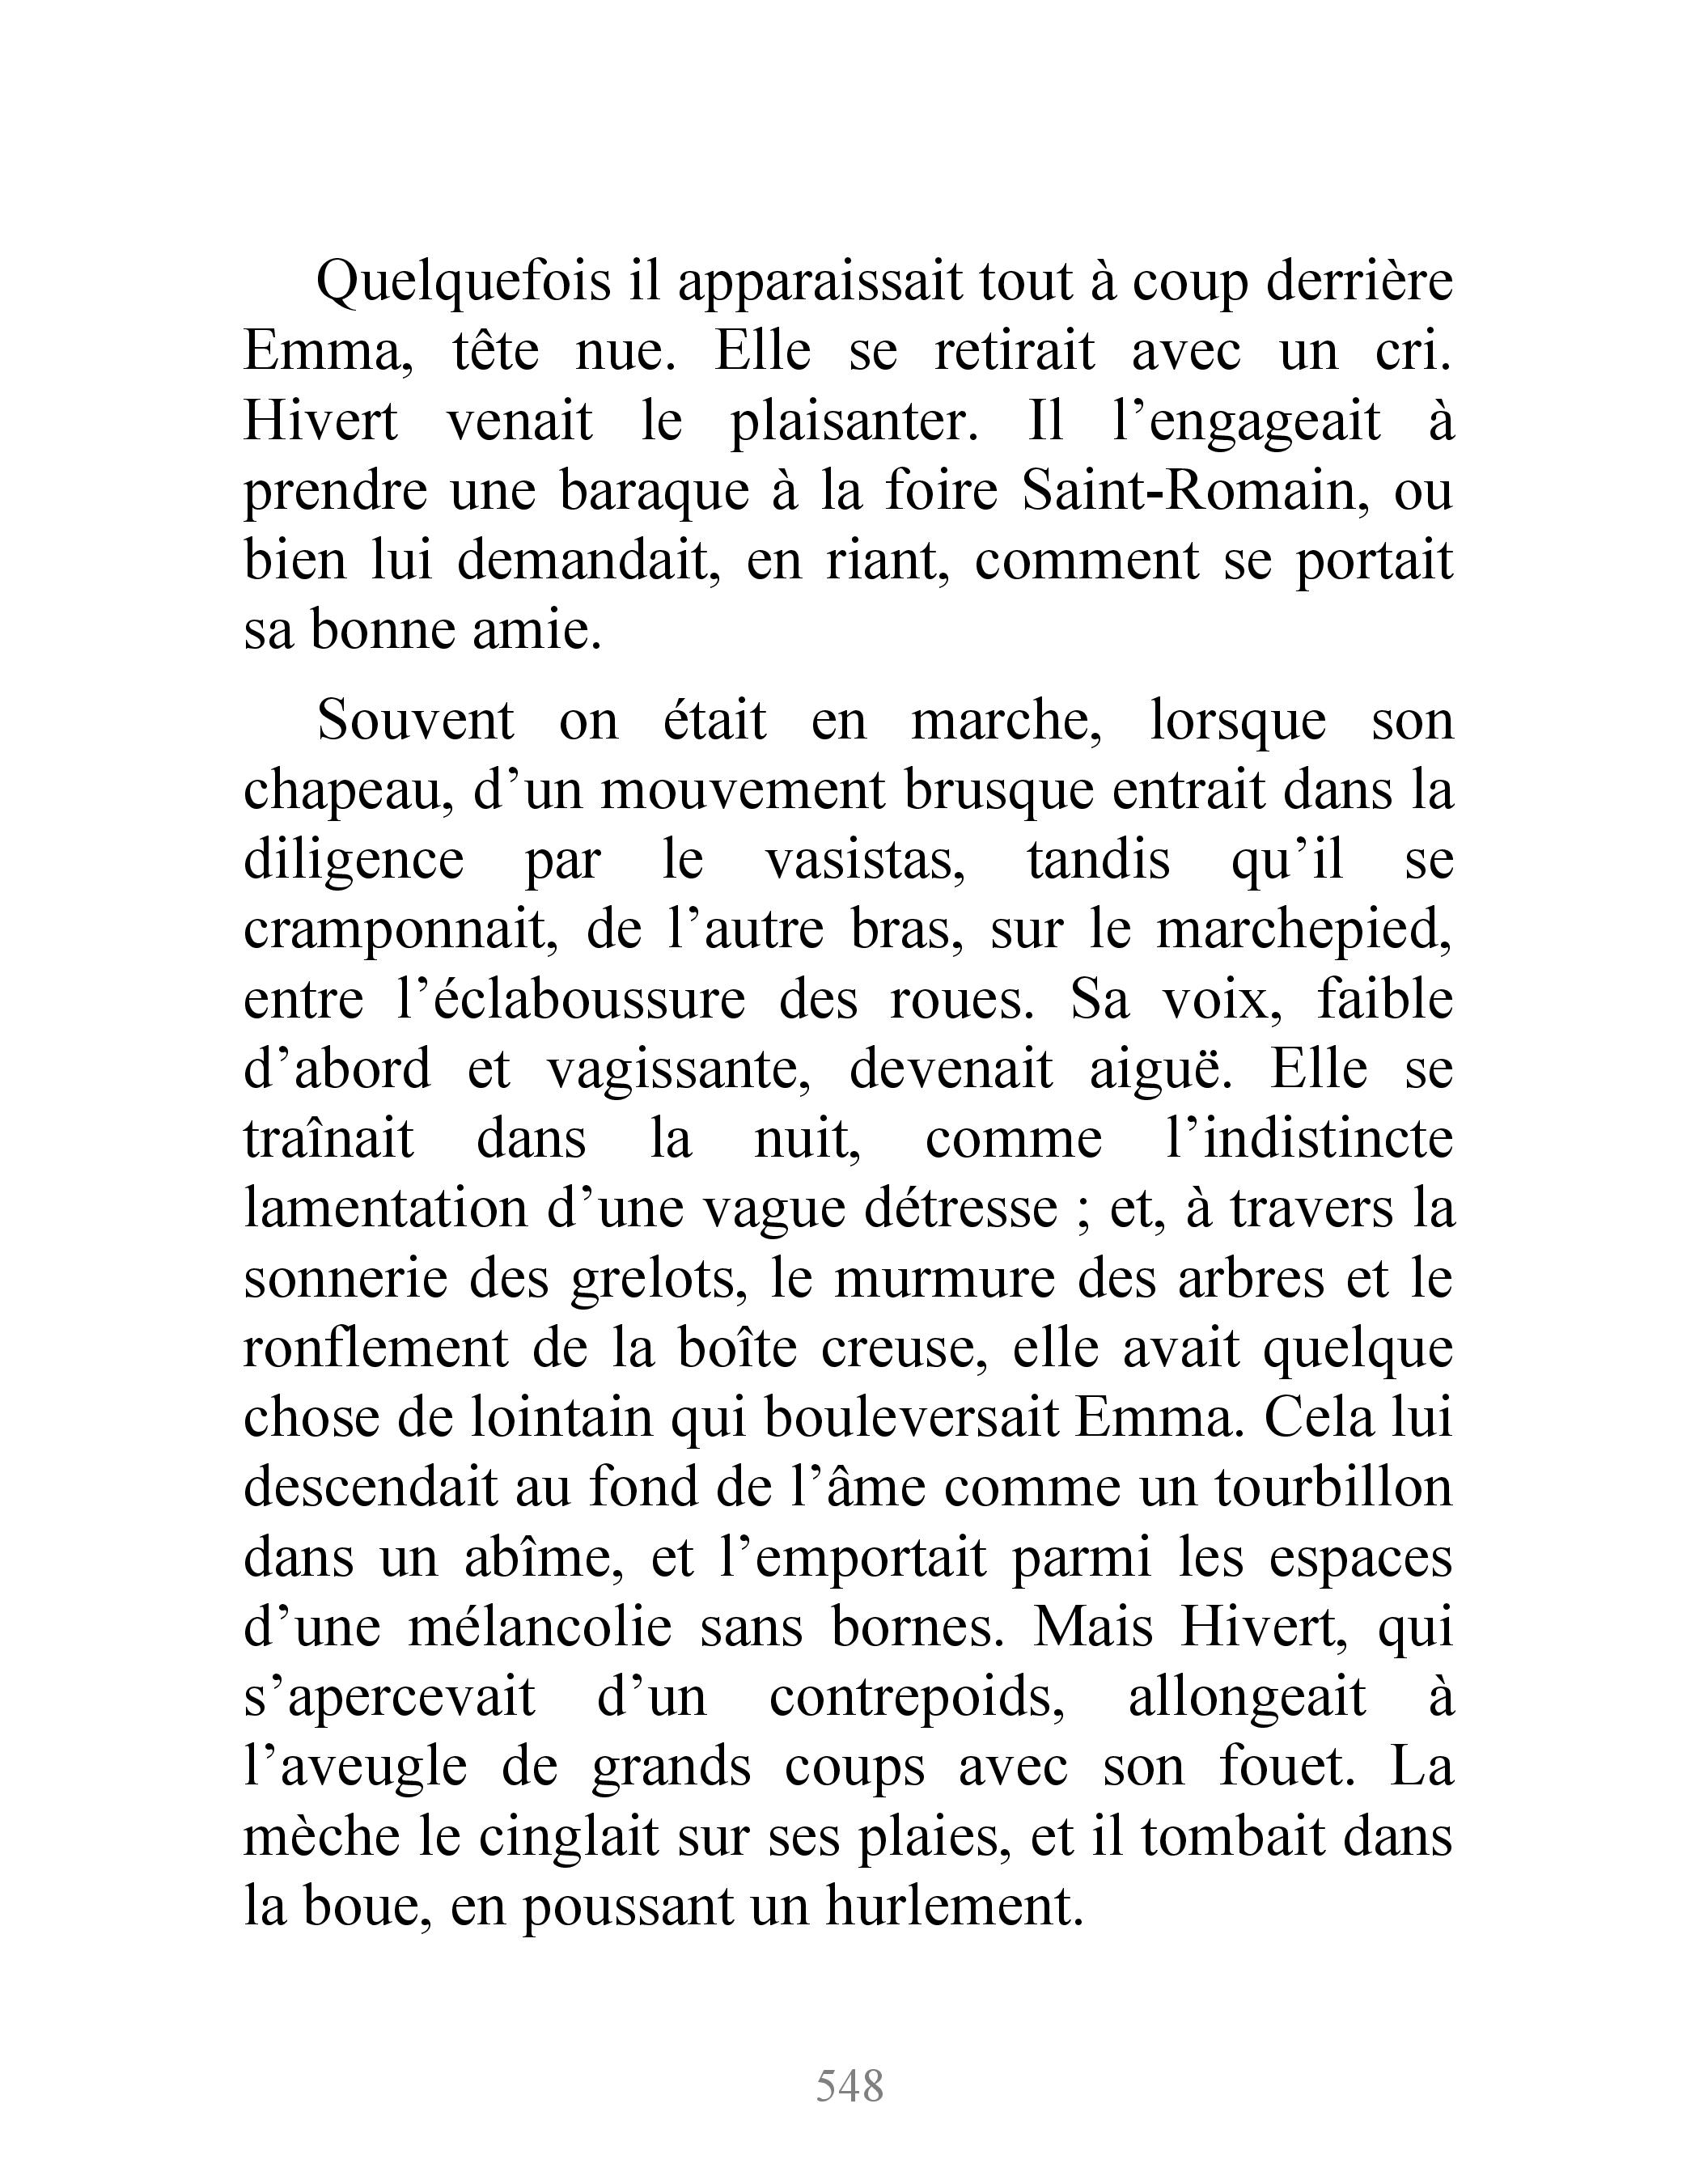 Quelquefois il apparaissait tout à coup derrière
Emma, tête nue. Elle se retirait avec un cri.
Hivert venait le plaisanter. Il l’engageait à
prendre une baraque à la foire Saint-Romain, ou
bien lui demandait, en riant, comment se portait
sa bonne amie.
Souvent on était en marche, lorsque son
chapeau, d’un mouvement brusque entrait dans la
diligence par le vasistas, tandis qu’il se
cramponnait, de l’autre bras, sur le marchepied,
entre l’éclaboussure des roues. Sa voix, faible
d’abord et vagissante, devenait aiguë. Elle se
traînait dans la nuit, comme l’indistincte
lamentation d’une vague détresse ; et, à travers la
sonnerie des grelots, le murmure des arbres et le
ronflement de la boîte creuse, elle avait quelque
chose de lointain qui bouleversait Emma. Cela lui
descendait au fond de l’âme comme un tourbillon
dans un abîme, et l’emportait parmi les espaces
d’une mélancolie sans bornes. Mais Hivert, qui
s’apercevait d’un contrepoids, allongeait à
l’aveugle de grands coups avec son fouet. La
mèche le cinglait sur ses plaies, et il tombait dans
la boue, en poussant un hurlement.
548